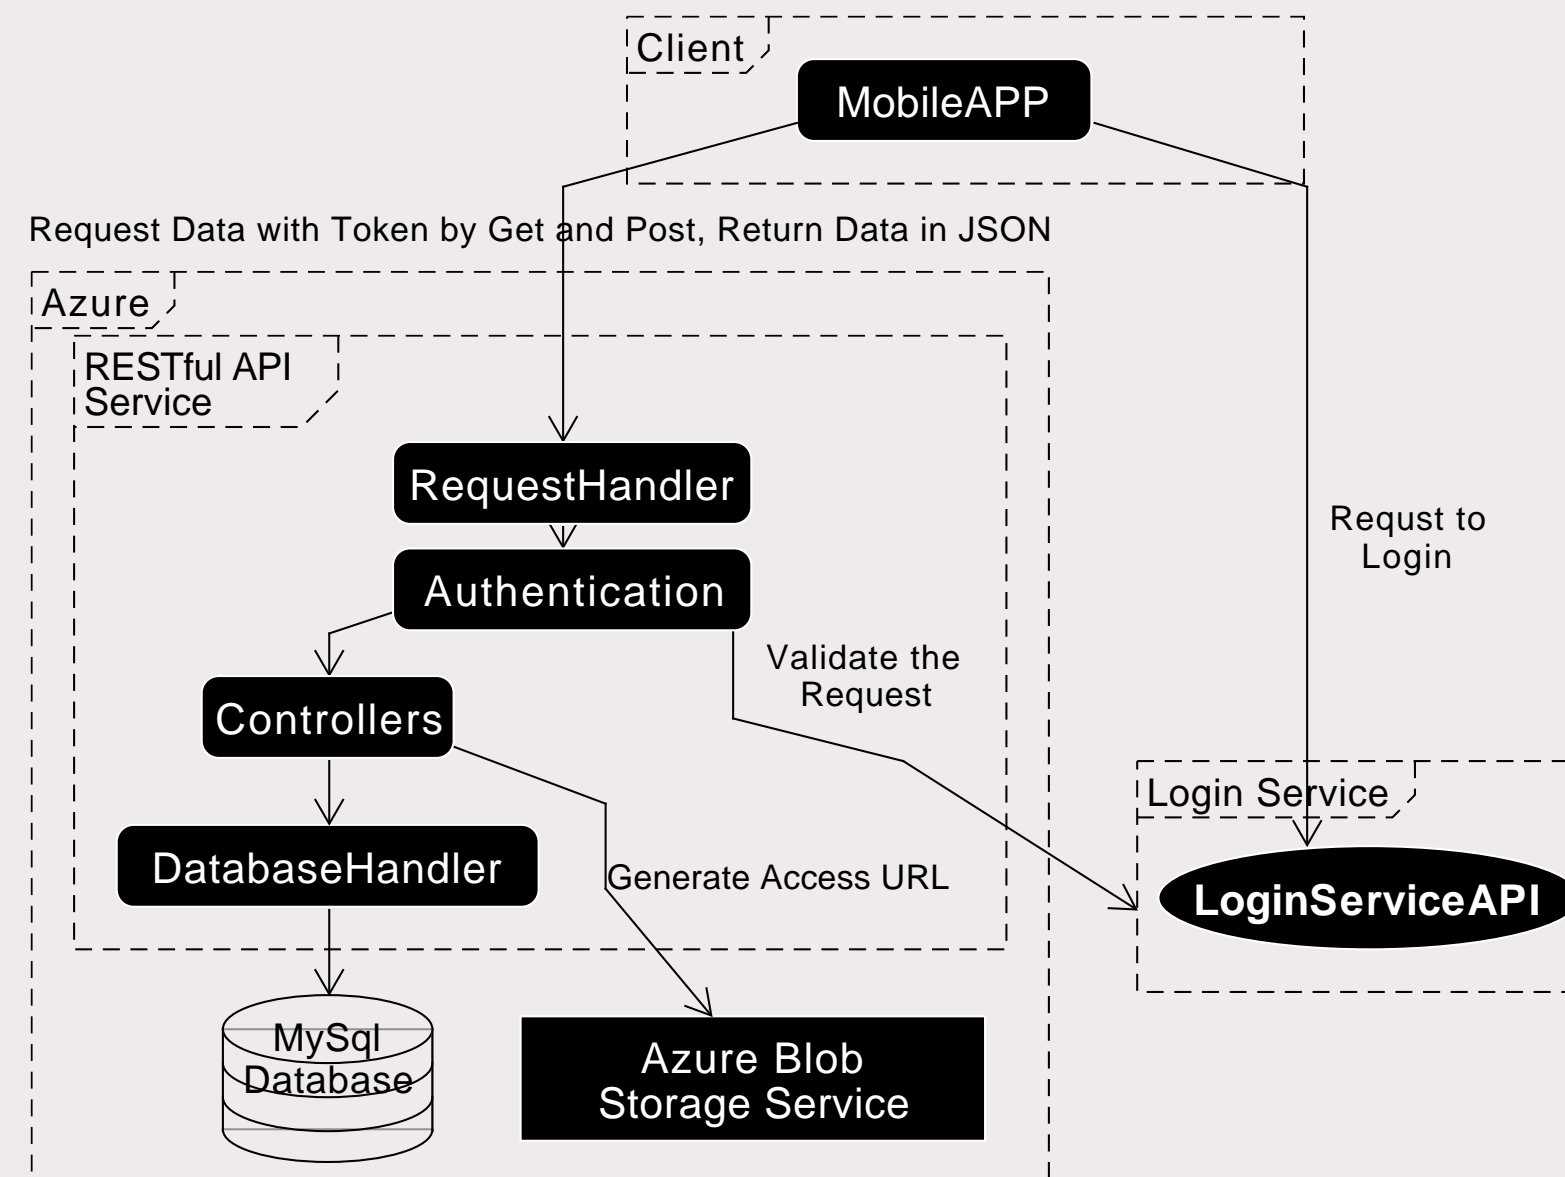 Client
MobileAPP
Request Data with Token by Get and Post, Return Data in JSON
Azure
RESTful API
Service
RequestHandler
Requst to
Login
Authentication
Validate the
Request
Controllers
Login Service
DatabaseHandler
Generate Access URL
LoginServiceAPI
MySql
Database
Azure Blob
Storage Service